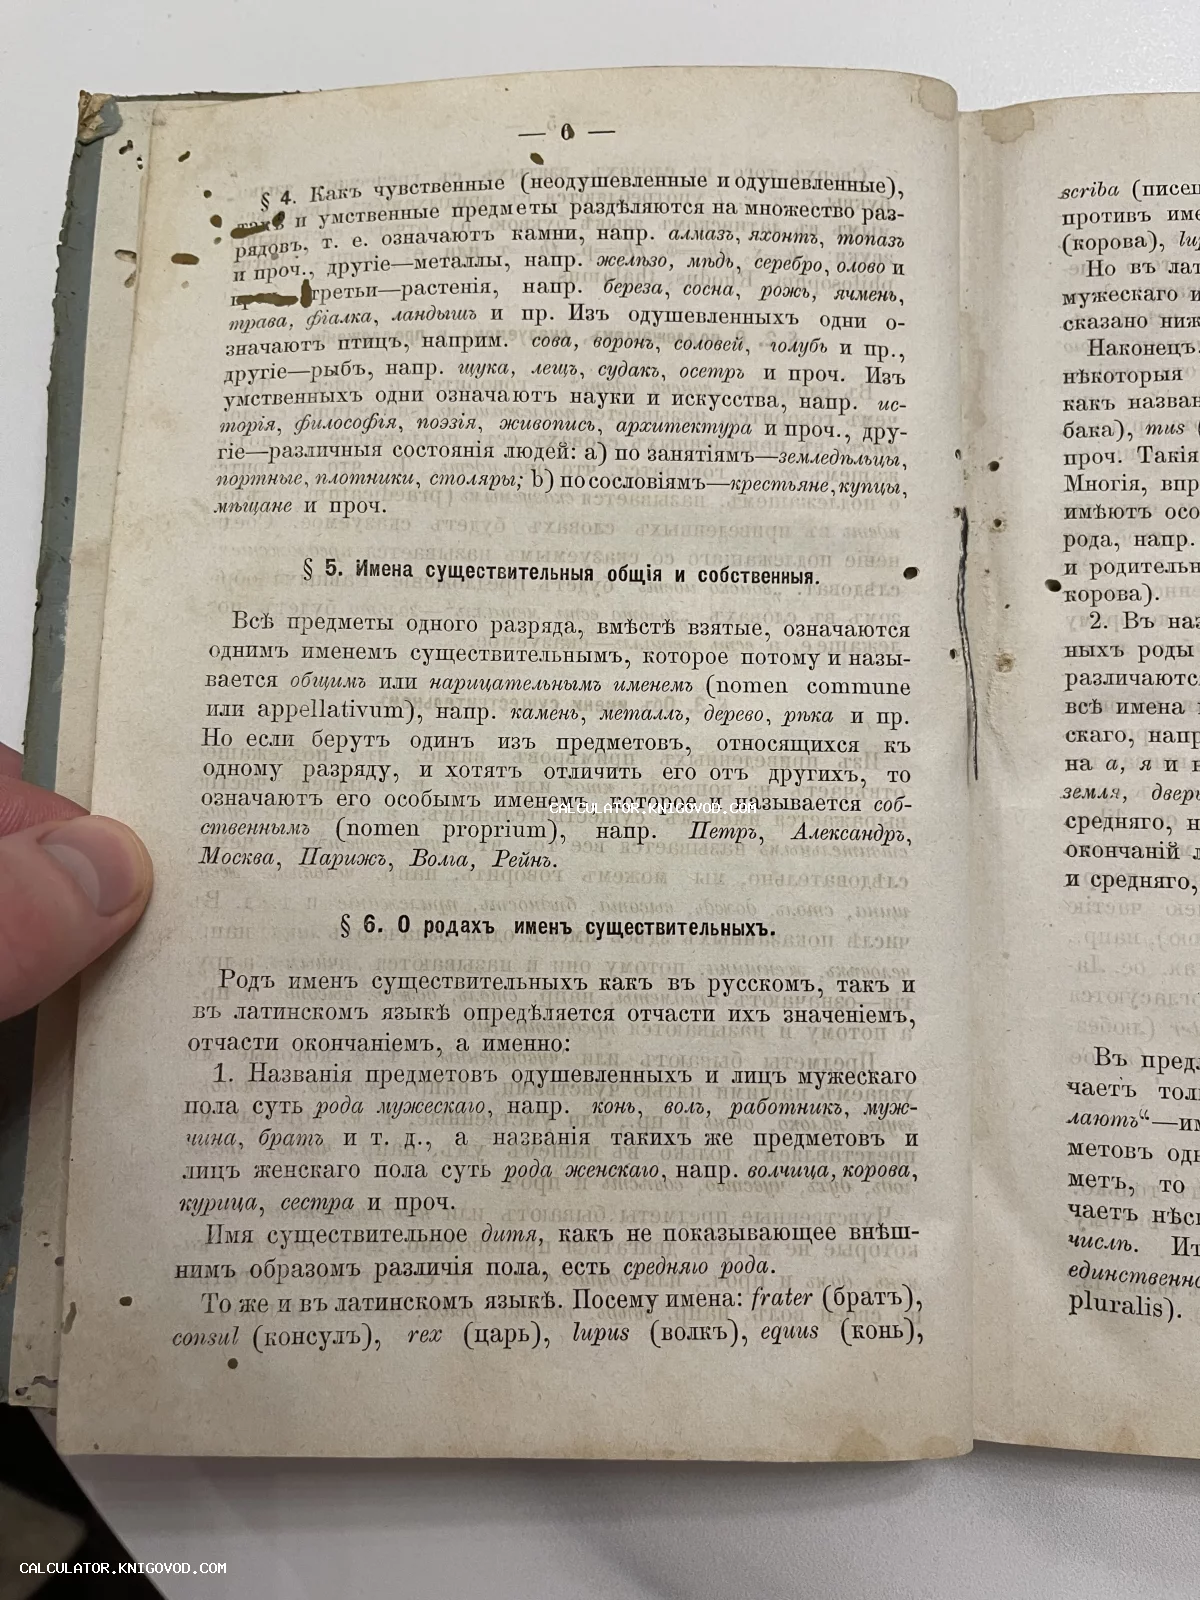 — 6 —
§ 4. Какъ чувственные (неодушевленные и одушевленные),
такъ и умственные предметы раздѣляются на множество раз-
рядовъ, т. е. означаютъ камни, напр. алмазъ, яхонтъ, топазъ
и проч., другіе—металлы, напр. желѣзо, мѣдь, серебро, олово и
третьи—растенія, напр. береза, сосна, рожь, ячмень,
трава, фіалка, ландышъ и пр. Изъ одушевленныхъ одни о-
значаютъ птицъ, наприм. сова, воронъ, соловей, голубь и пр.,
другіе—рыбъ, напр. щука, лещъ, судакъ, осетръ и проч. Изъ
умственныхъ одни означаютъ науки и искусства, напр. ис-
торія, философія, поэзія, живопись, архитектура и проч., дру-
гіе—различныя состоянія людей: a) по занятіямъ—земледѣльцы,
портные, плотники, столяры; b) по сословіямъ—крестьяне, купцы,
мѣщане и проч.
§ 5. Имена существительныя общія и собственныя.
Всѣ предметы одного разряда, вмѣстѣ взятые, означаются
однимъ именемъ существительнымъ, которое потому и назы-
вается общимъ или нарицательнымъ именемъ (nomen commune
или appellativum), напр. камень, металлъ, дерево, рѣка и пр.
Но если берутъ одинъ изъ предметовъ, относящихся къ
одному разряду, и хотятъ отличить его отъ другихъ, то
означаютъ его особымъ именемъ, которое называется соб-
ственнымъ (nomen proprium), напр. Петръ, Александръ,
Москва, Парижъ, Волга, Рейнъ.
§ 6. О родахъ именъ существительныхъ.
Родъ именъ существительныхъ какъ въ русскомъ, такъ и
въ латинскомъ языкѣ опредѣляется отчасти ихъ значеніемъ,
отчасти окончаніемъ, а именно:
1. Названія предметовъ одушевленныхъ и лицъ мужескаго
пола суть рода мужескаго, напр. конь, волъ, работникъ, муж-
чина, братъ и т. д., а названія такихъ же предметовъ и
лицъ женскаго пола суть рода женскаго, напр. волчица, корова,
курица, сестра и проч.
Имя существительное дитя, какъ не показывающее внѣш-
нимъ образомъ различія пола, есть средняго рода.
То же и въ латинскомъ языкѣ. Посему имена: frater (братъ),
consul (консулъ), rex (царь), lupus (волкъ), equus (конь),
scriba (писец
противъ име
(корова), lup
Но въ лат
мужескаго и
сказано ниж
Наконецъ.
нѣкоторыя
какъ назван
бака), mus (
проч. Такія
Многія, впр
имѣютъ осо
рода, напр.
и родительн
корова).
2. Въ наз
ныхъ роды
различаютс
всѣ имена
скаго, напр
на а, я и
земля, двер
средняго, н
окончаній
и средняго,
Въ пред
чаетъ тол
лаютъ“—им
метовъ од
метъ, то
чаетъ нѣс
числѣ. Ит
единственно
pluralis).
CALCULATOR.KNIGOVOD.COM
CALCULATOR.KNIGOVOD.COM